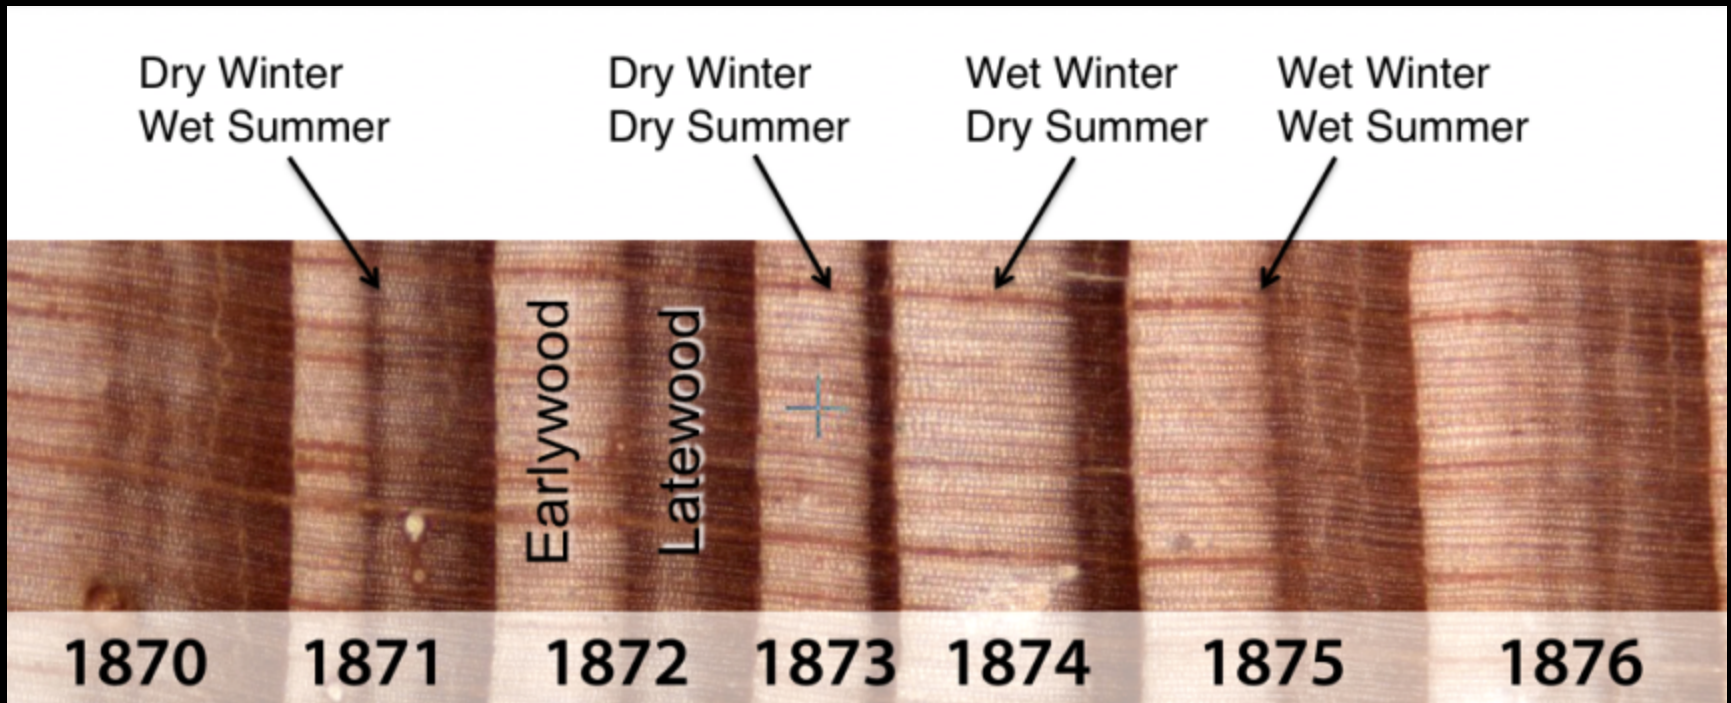 Dry Winter
Wet Summer
Dry Winter
Dry Summer
Wet Winter
Dry Summer
Wet Winter
Wet Summer
Earlywood
Latewood
1870 1871 1872 1873 1874 1875 1876